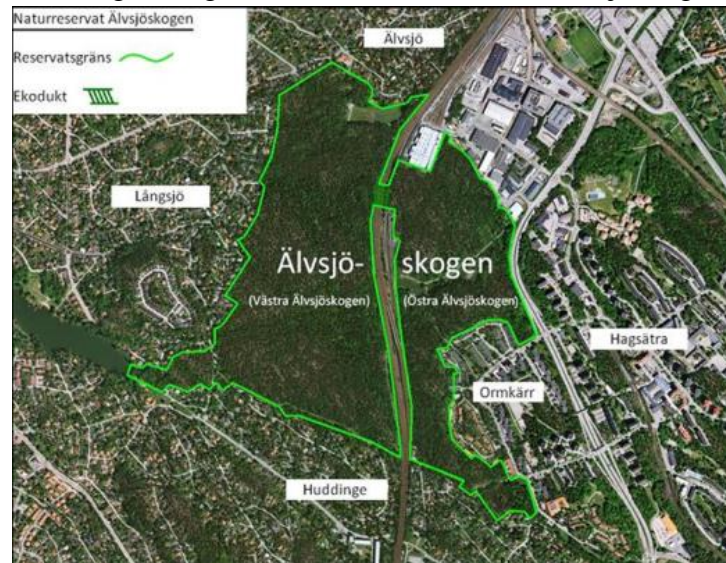 Naturreservat Älvsjöskogen
Reservatsgräns
Ekodukt
Älvsjö
Långsjö
Älvsjö- skogen
(Västra Älvsjöskogen) (Östra Älvsjöskogen)
Hagsätra
Ormkärr
Huddinge